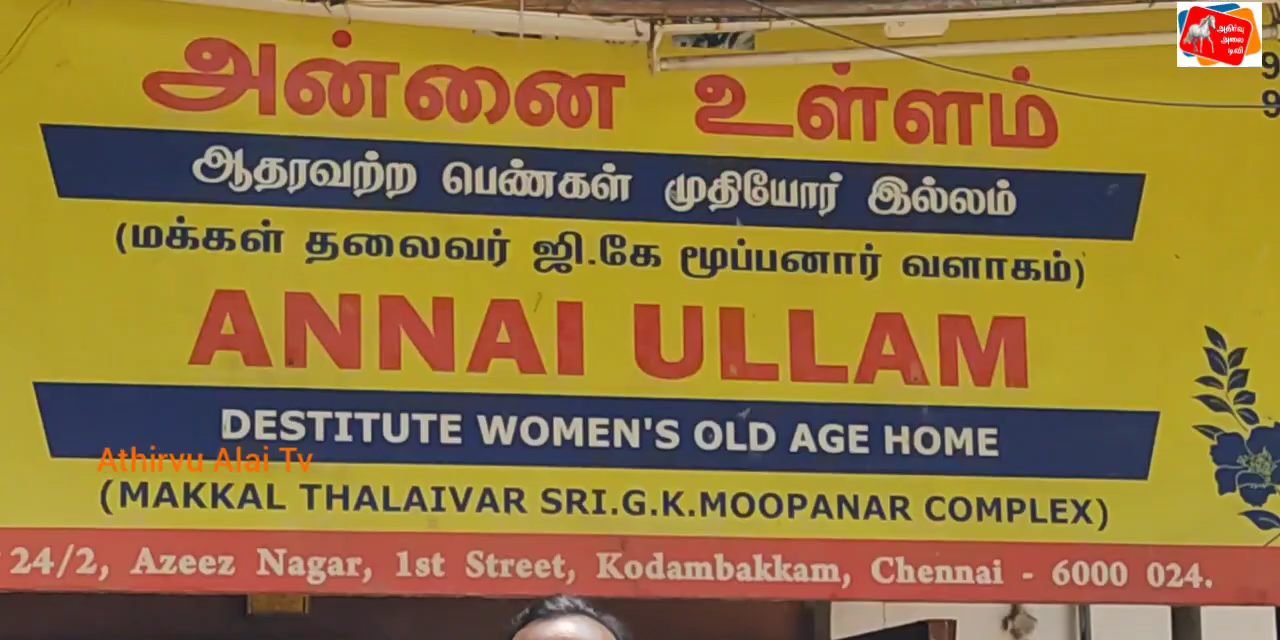 அதிர்வு
அலை
டிவி
அன்னை உள்ளம்
ஆதரவற்ற பெண்கள் முதியோர் இல்லம்
(மக்கள் தலைவர் ஜி.கே மூப்பனார் வளாகம்)
ANNAI ULLAM
DESTITUTE WOMEN'S OLD AGE HOME
Athirvu Alai Tv
(MAKKAL THALAIVAR SRI.G.K.MOOPANAR COMPLEX)
24/2, Azeez Nagar, 1st Street, Kodambakkam, Chennai - 6000 024.